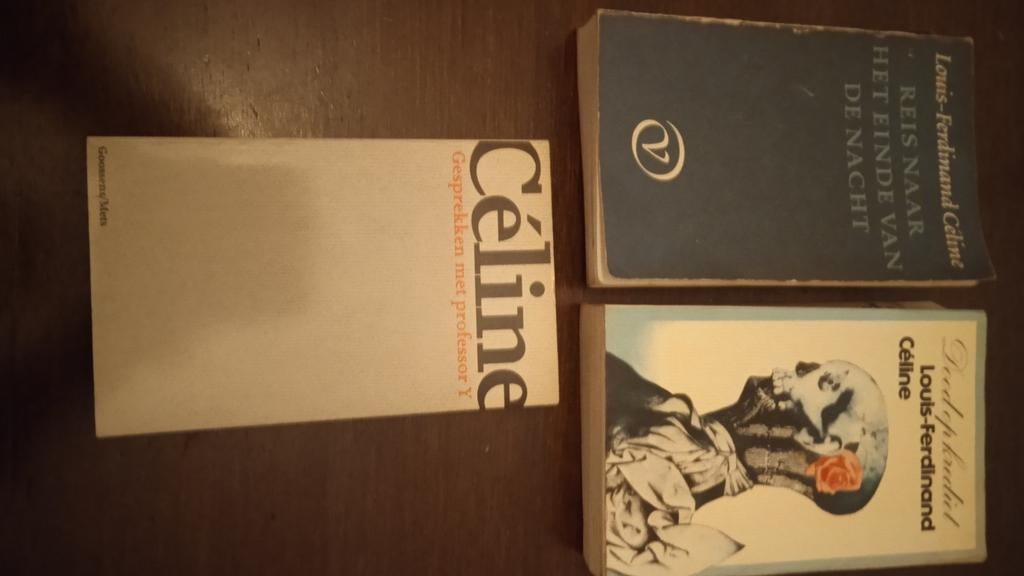 Céline
Gesprekken met professor Y
Goossens/Mets
Louis-Ferdinand Céline
REIS NAAR
HET EINDE VAN
DE NACHT
V
Dood op krediet
Louis-Ferdinand
Céline